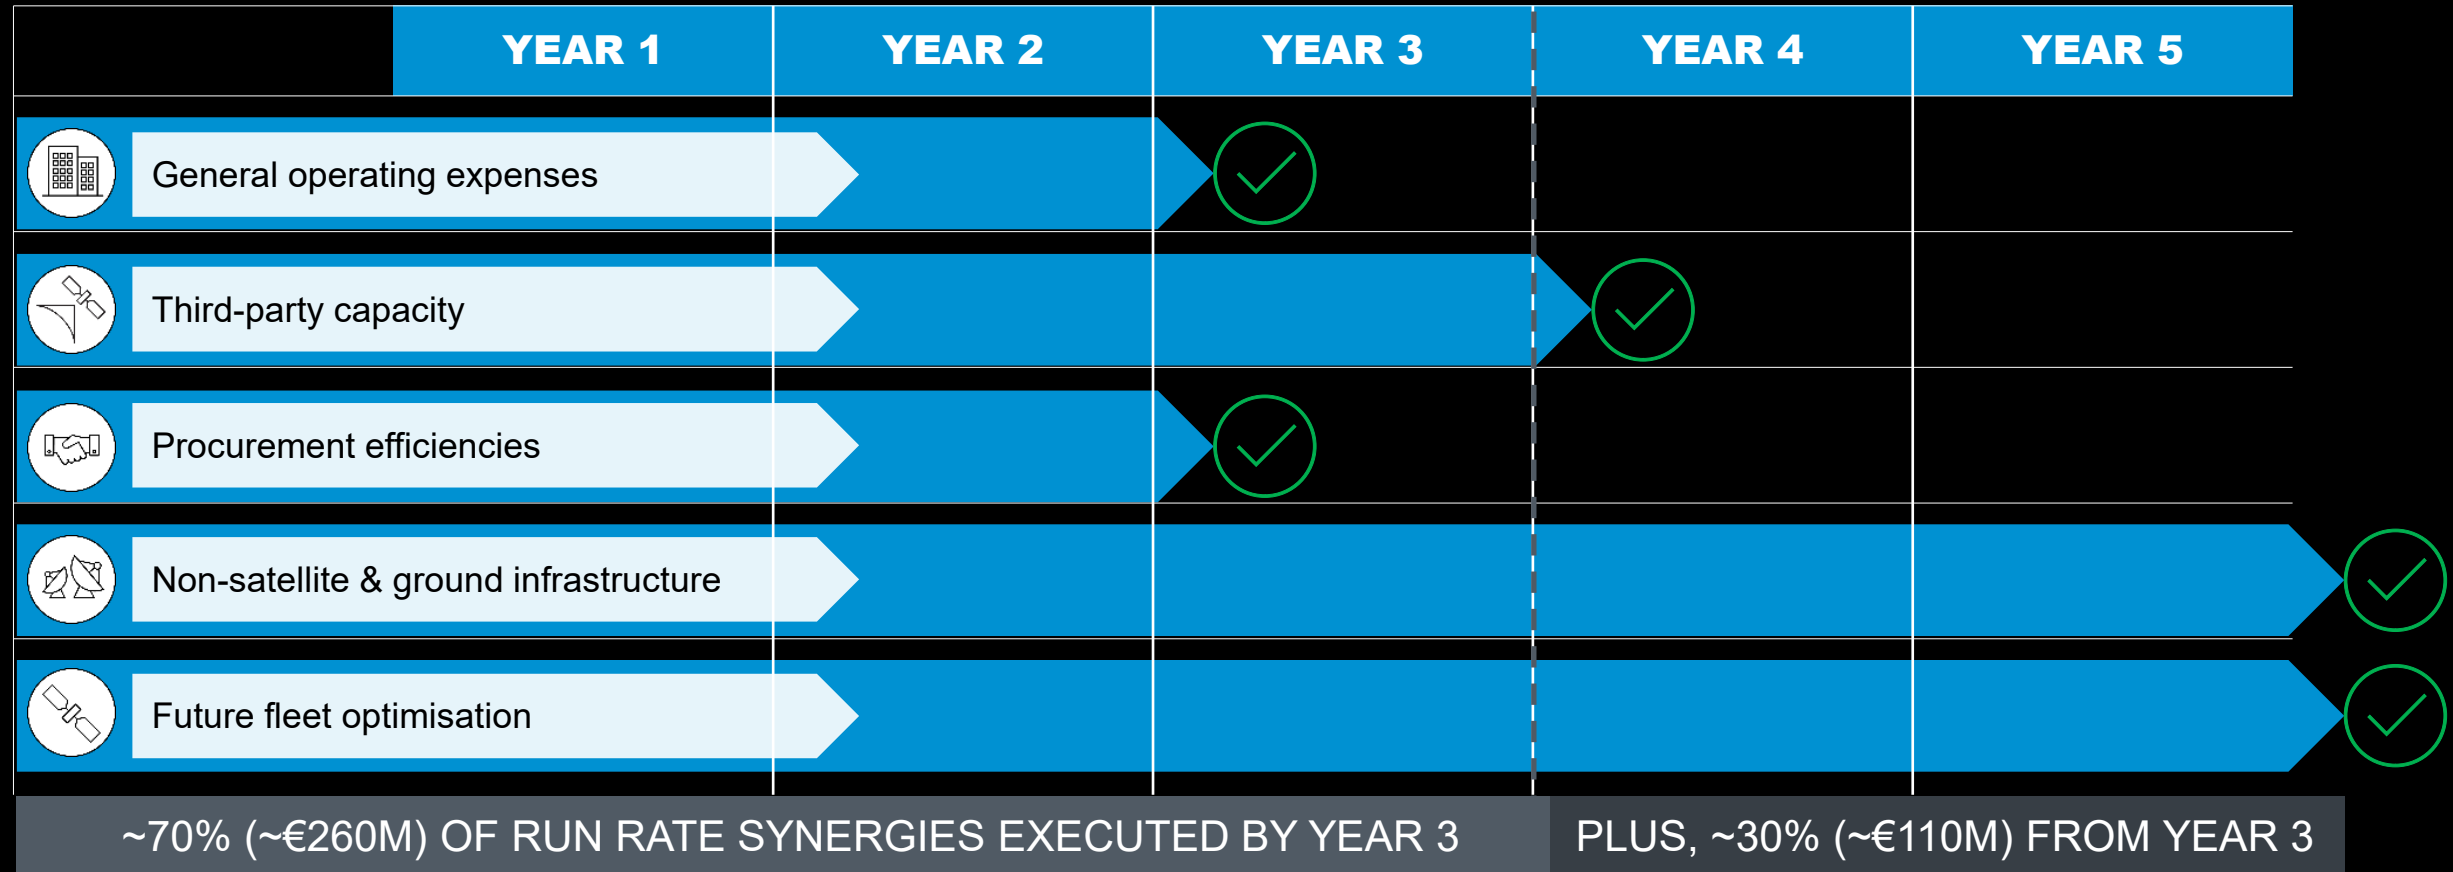 YEAR 1
YEAR 2
YEAR 3
YEAR 4
YEAR 5
General operating expenses
Third-party capacity
Procurement efficiencies
Non-satellite & ground infrastructure
Future fleet optimisation
~70% (~€260M) OF RUN RATE SYNERGIES EXECUTED BY YEAR 3
PLUS, ~30% (~€110M) FROM YEAR 3